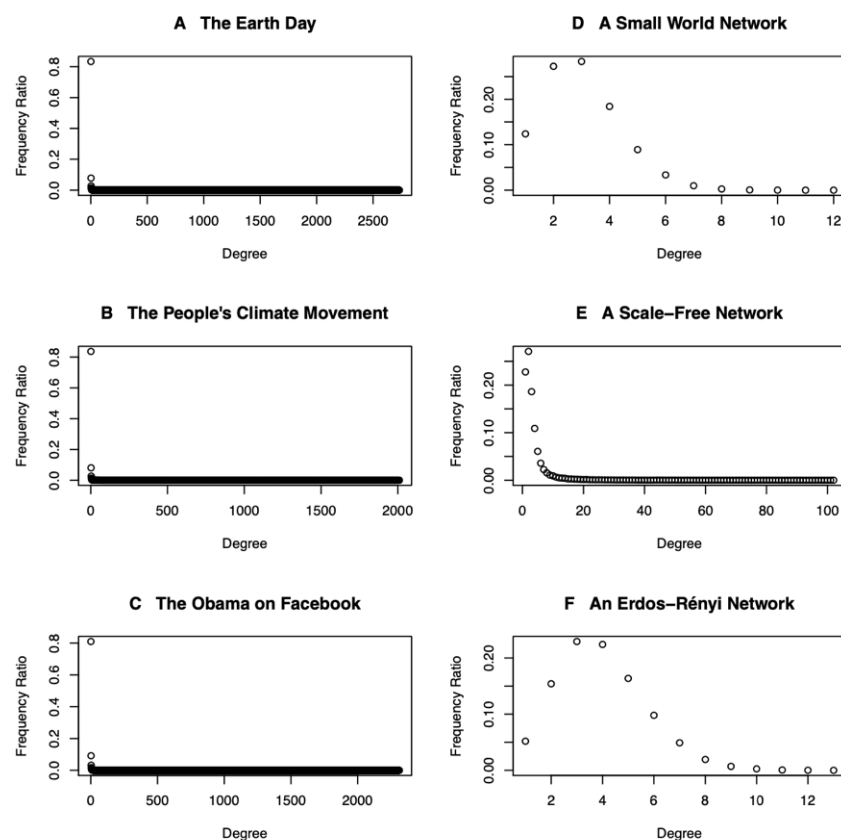 A The Earth Day
Frequency Ratio
0.0 0.2 0.4 0.6 0.8
0 500 1000 1500 2000 2500
Degree
D A Small World Network
Frequency Ratio
0.00 0.10 0.20
2 4 6 8 10 12
Degree
B The People's Climate Movement
Frequency Ratio
0.0 0.2 0.4 0.6 0.8
0 500 1000 1500 2000
Degree
E A Scale–Free Network
Frequency Ratio
0.00 0.10 0.20
0 20 40 60 80 100
Degree
C The Obama on Facebook
Frequency Ratio
0.0 0.2 0.4 0.6 0.8
0 500 1000 1500 2000
Degree
F An Erdos–Rényi Network
Frequency Ratio
0.00 0.10 0.20
2 4 6 8 10 12
Degree